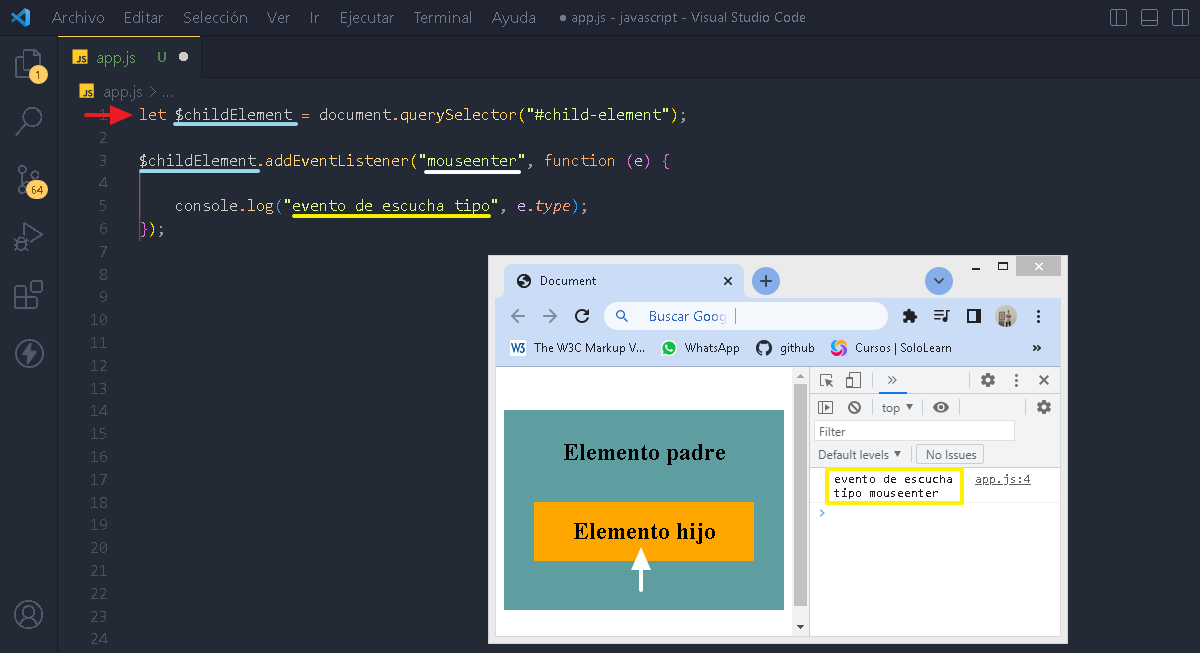 Archivo Editar Selección Ver Ir Ejecutar Terminal Ayuda ● app.js - javascript - Visual Studio Code
JS app.js U ●
1
JS app.js > ...
1 let $childElement = document.querySelector("#child-element");
2
3 $childElement.addEventListener("mouseenter", function (e) {
4
5 console.log("evento de escucha tipo", e.type);
6 });
7
8
9
10
11
12
13
14
15
16
17
18
19
20
21
22
23
24
64
Document
Buscar Goog
W3 The W3C Markup V... WhatsApp github Cursos | SoloLearn »
Elemento padre
Elemento hijo
top ▼
Filter
Default levels ▼ No Issues
evento de escucha app.js:4
tipo mouseenter